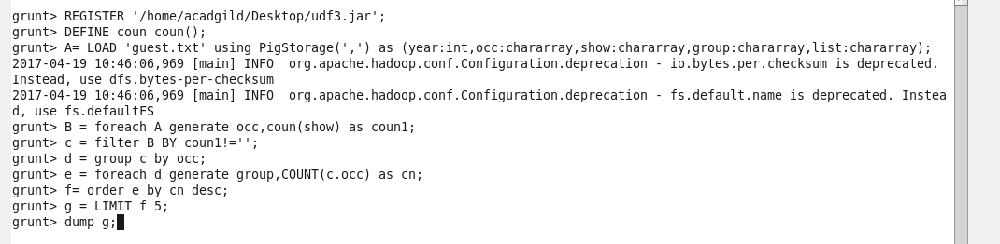 grunt> REGISTER '/home/acadgild/Desktop/udf3.jar';
grunt> DEFINE coun coun();
grunt> A= LOAD 'guest.txt' using PigStorage(',') as (year:int,occ:chararray,show:chararray,group:chararray,list:chararray);
2017-04-19 10:46:06,969 [main] INFO  org.apache.hadoop.conf.Configuration.deprecation - io.bytes.per.checksum is deprecated.
Instead, use dfs.bytes-per-checksum
2017-04-19 10:46:06,969 [main] INFO  org.apache.hadoop.conf.Configuration.deprecation - fs.default.name is deprecated. Instea
d, use fs.defaultFS
grunt> B = foreach A generate occ,coun(show) as coun1;
grunt> c = filter B BY coun1!='';
grunt> d = group c by occ;
grunt> e = foreach d generate group,COUNT(c.occ) as cn;
grunt> f= order e by cn desc;
grunt> g = LIMIT f 5;
grunt> dump g;